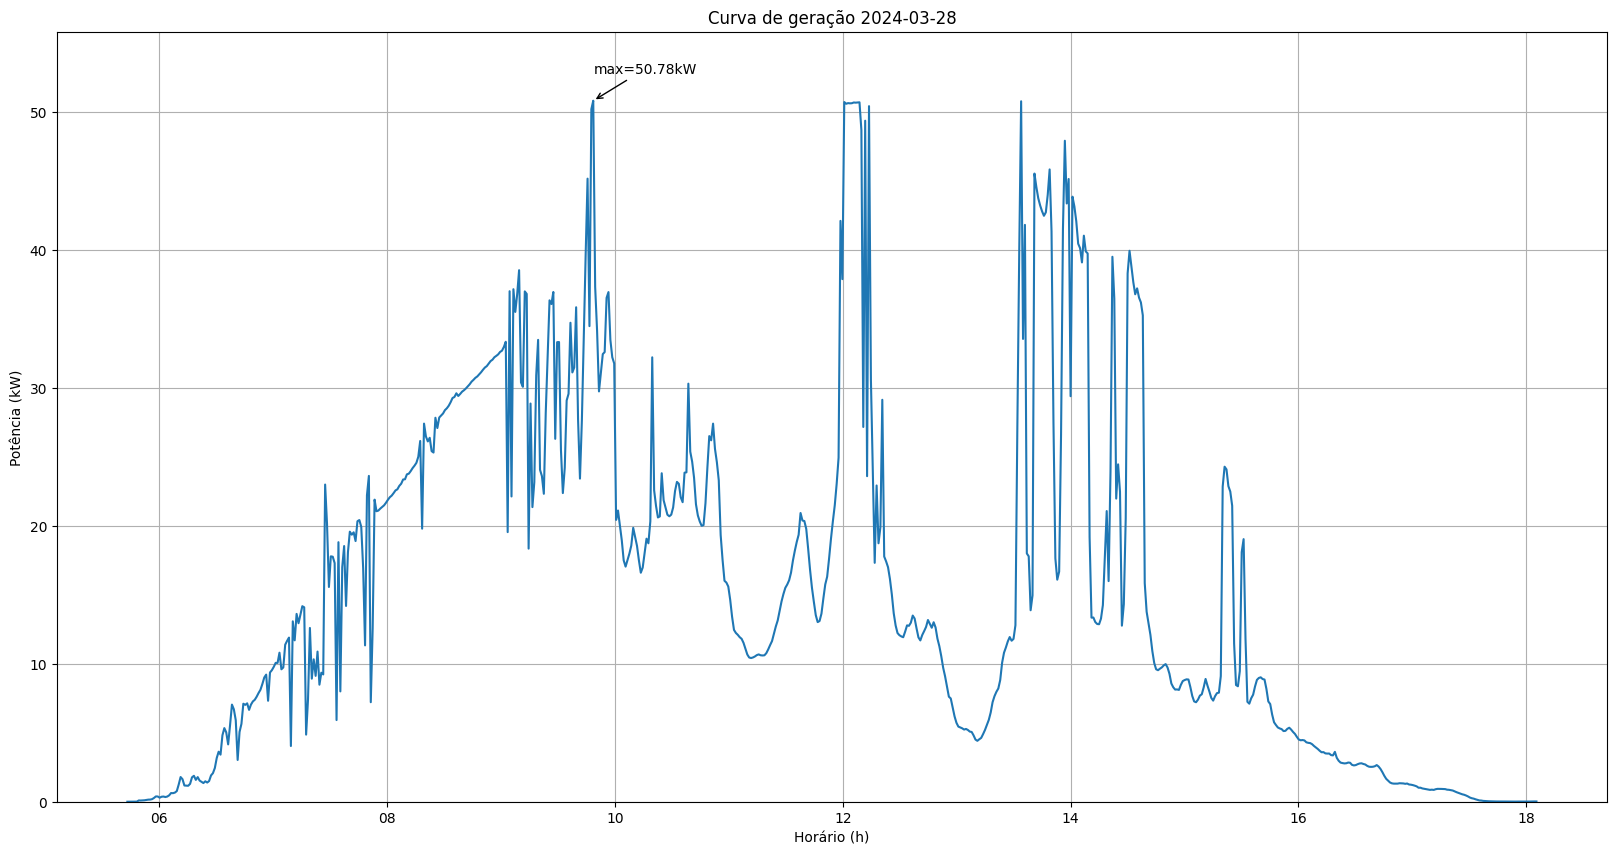 Curva de geração 2024-03-28
max=50.78kW
50
40
30
20
10
0
Potência (kW)
06 08 10 12 14 16 18
Horário (h)